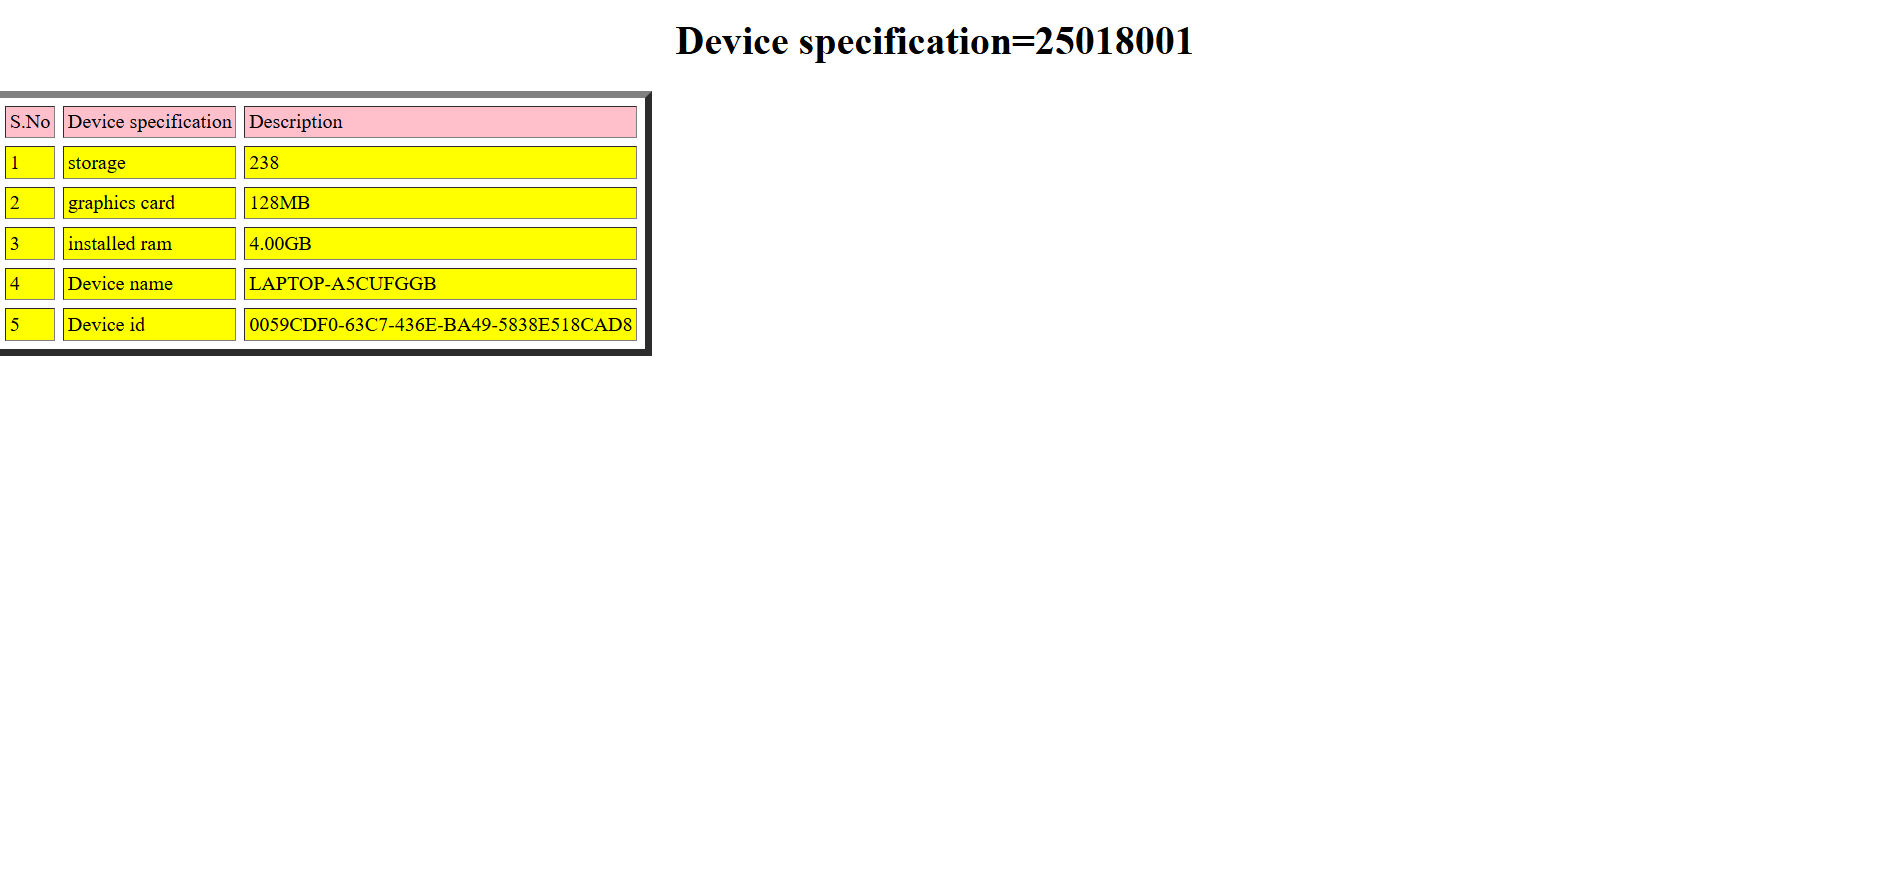 Device specification=25018001
S.No Device specification Description
1 storage 238
2 graphics card 128MB
3 installed ram 4.00GB
4 Device name LAPTOP-A5CUFGGB
5 Device id 0059CDF0-63C7-436E-BA49-5838E518CAD8